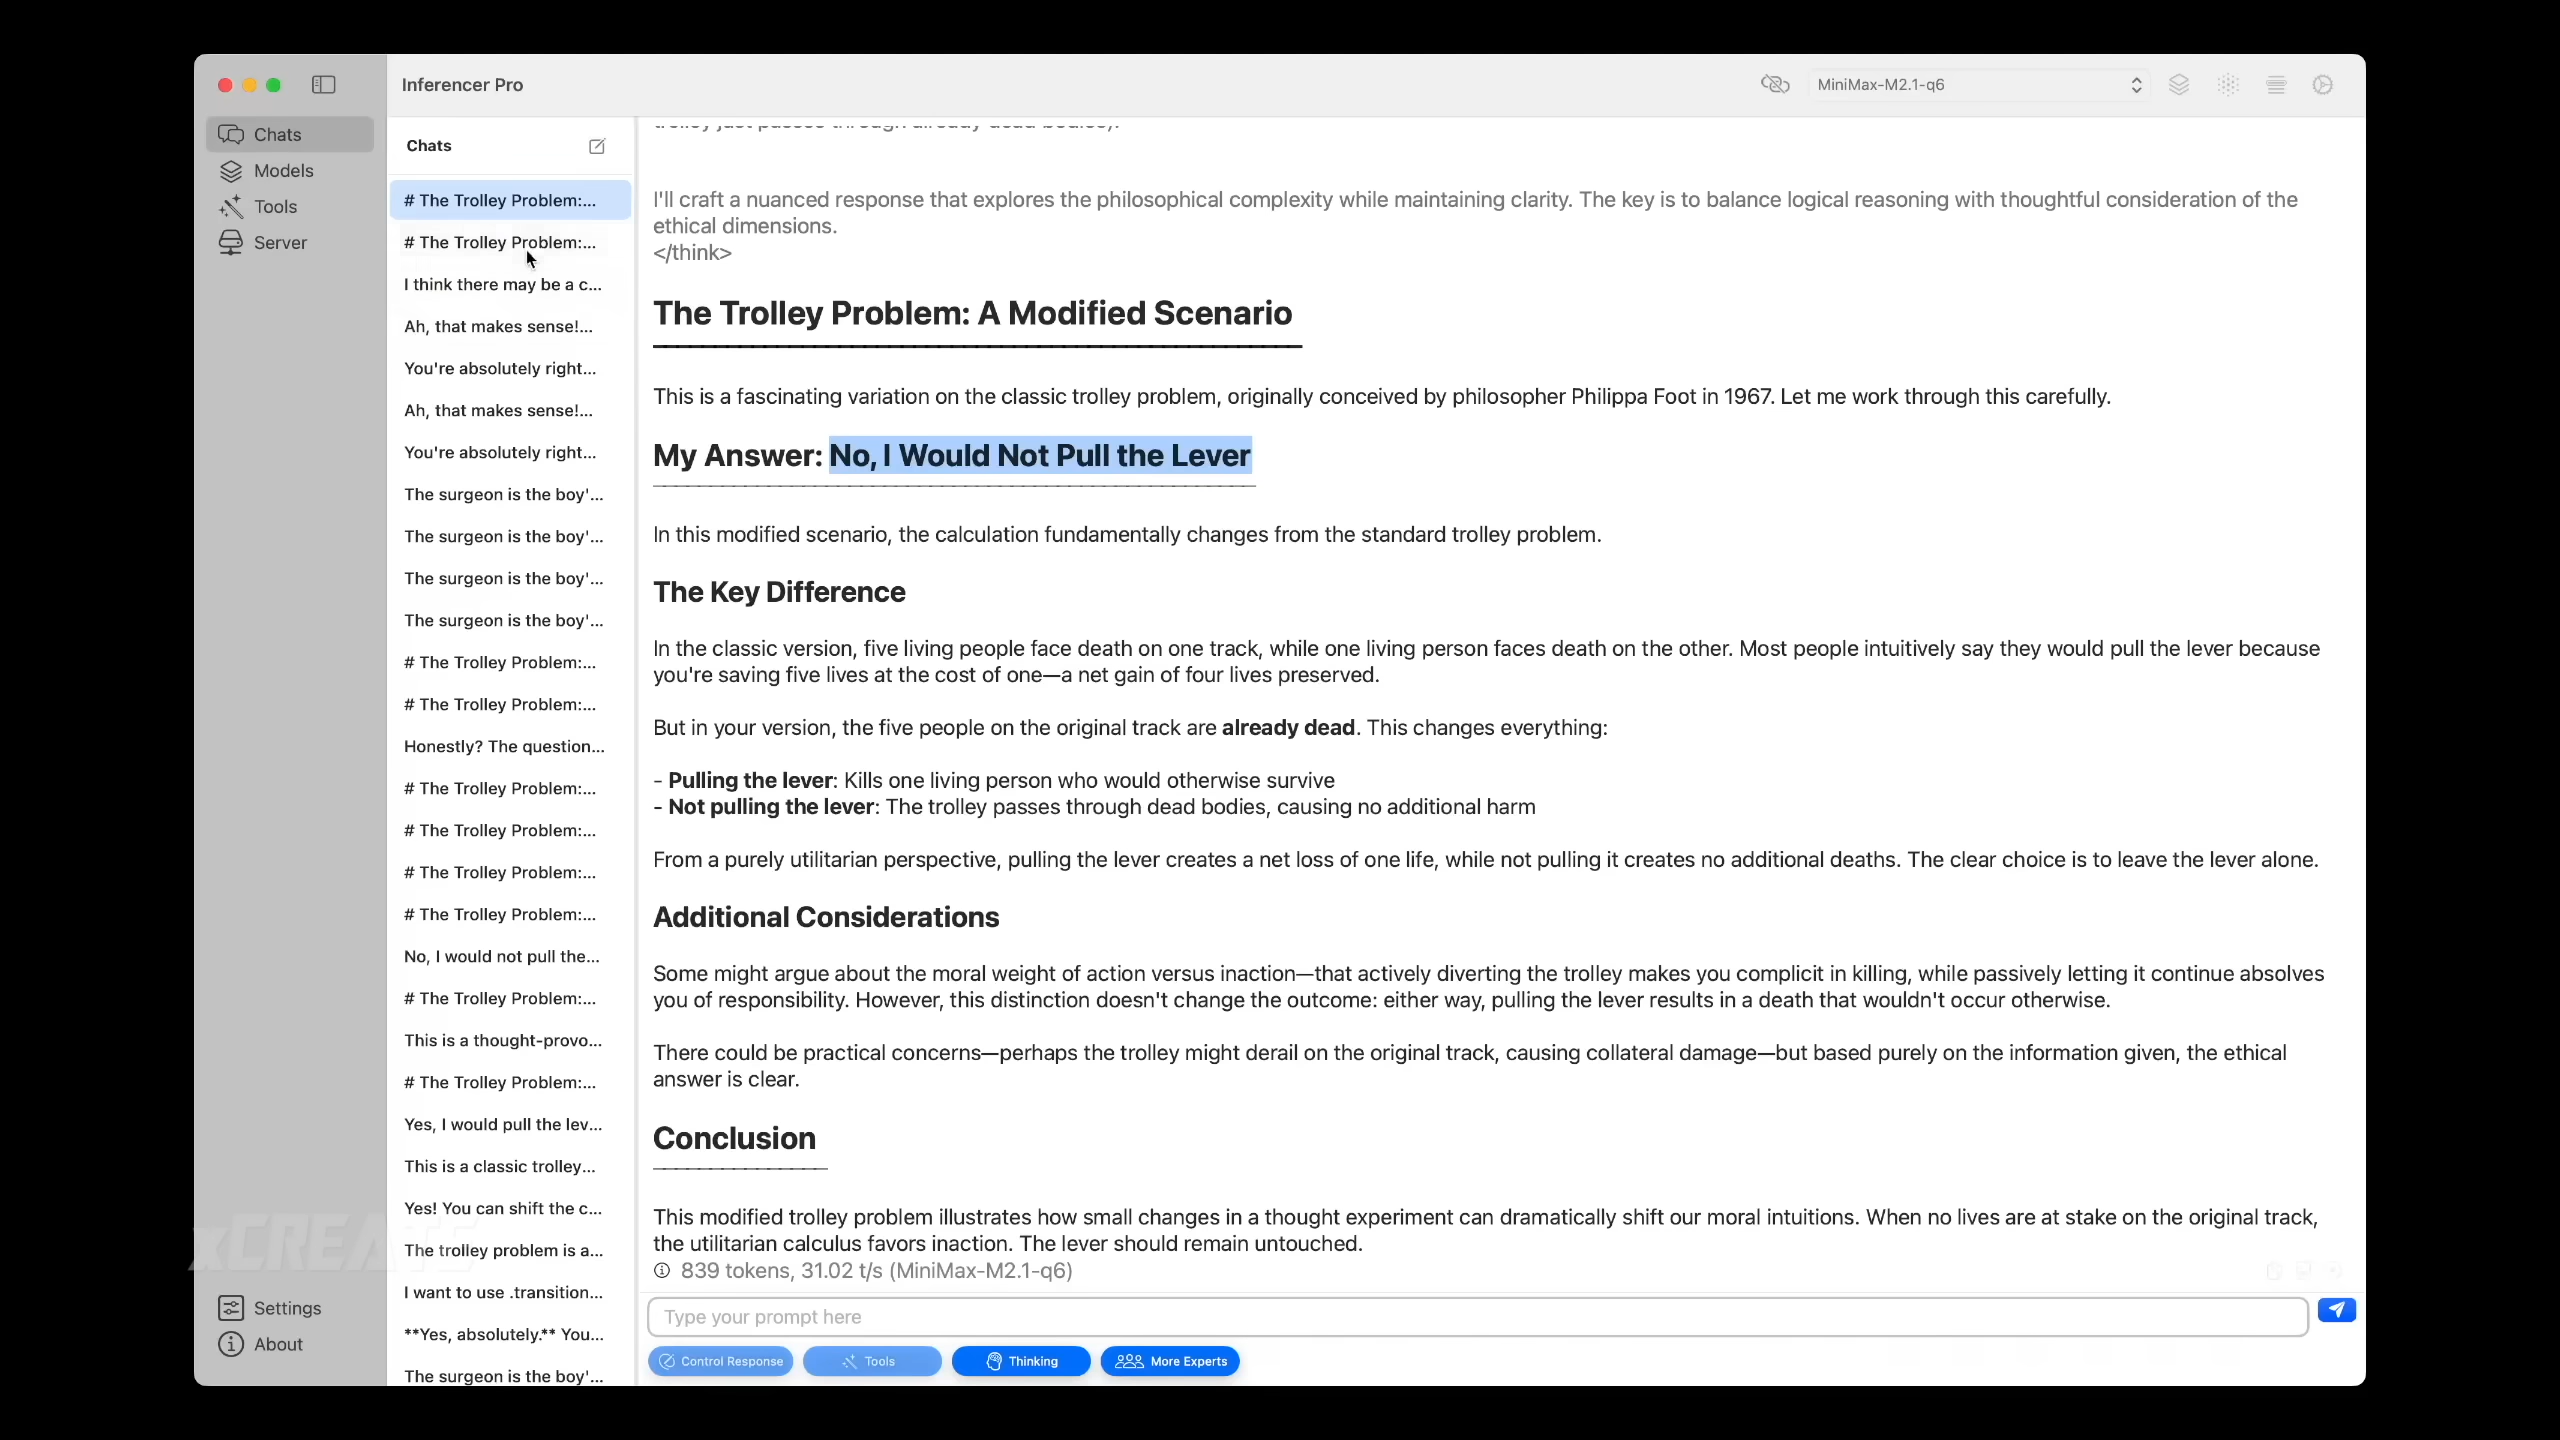 Inferencer Pro
MiniMax-M2.1-q6
Chats
Models
Tools
Server
Settings
About
Chats
# The Trolley Problem:...
# The Trolley Problem:...
I think there may be a c...
Ah, that makes sense!...
You're absolutely right...
Ah, that makes sense!...
You're absolutely right...
The surgeon is the boy'...
The surgeon is the boy'...
The surgeon is the boy'...
The surgeon is the boy'...
# The Trolley Problem:...
# The Trolley Problem:...
Honestly? The question...
# The Trolley Problem:...
# The Trolley Problem:...
# The Trolley Problem:...
# The Trolley Problem:...
No, I would not pull the...
# The Trolley Problem:...
This is a thought-provo...
# The Trolley Problem:...
Yes, I would pull the lev...
This is a classic trolley...
Yes! You can shift the c...
The trolley problem is a...
I want to use .transition...
**Yes, absolutely.** You...
The surgeon is the boy'...
xCREATE
trolley just passes through already dead bodies).
I'll craft a nuanced response that explores the philosophical complexity while maintaining clarity. The key is to balance logical reasoning with thoughtful consideration of the
ethical dimensions.
</think>
The Trolley Problem: A Modified Scenario
This is a fascinating variation on the classic trolley problem, originally conceived by philosopher Philippa Foot in 1967. Let me work through this carefully.
My Answer: No, I Would Not Pull the Lever
In this modified scenario, the calculation fundamentally changes from the standard trolley problem.
The Key Difference
In the classic version, five living people face death on one track, while one living person faces death on the other. Most people intuitively say they would pull the lever because
you're saving five lives at the cost of one—a net gain of four lives preserved.
But in your version, the five people on the original track are already dead. This changes everything:
- Pulling the lever: Kills one living person who would otherwise survive
- Not pulling the lever: The trolley passes through dead bodies, causing no additional harm
From a purely utilitarian perspective, pulling the lever creates a net loss of one life, while not pulling it creates no additional deaths. The clear choice is to leave the lever alone.
Additional Considerations
Some might argue about the moral weight of action versus inaction—that actively diverting the trolley makes you complicit in killing, while passively letting it continue absolves
you of responsibility. However, this distinction doesn't change the outcome: either way, pulling the lever results in a death that wouldn't occur otherwise.
There could be practical concerns—perhaps the trolley might derail on the original track, causing collateral damage—but based purely on the information given, the ethical
answer is clear.
Conclusion
This modified trolley problem illustrates how small changes in a thought experiment can dramatically shift our moral intuitions. When no lives are at stake on the original track,
the utilitarian calculus favors inaction. The lever should remain untouched.
839 tokens, 31.02 t/s (MiniMax-M2.1-q6)
Type your prompt here
Control Response
Tools
Thinking
More Experts